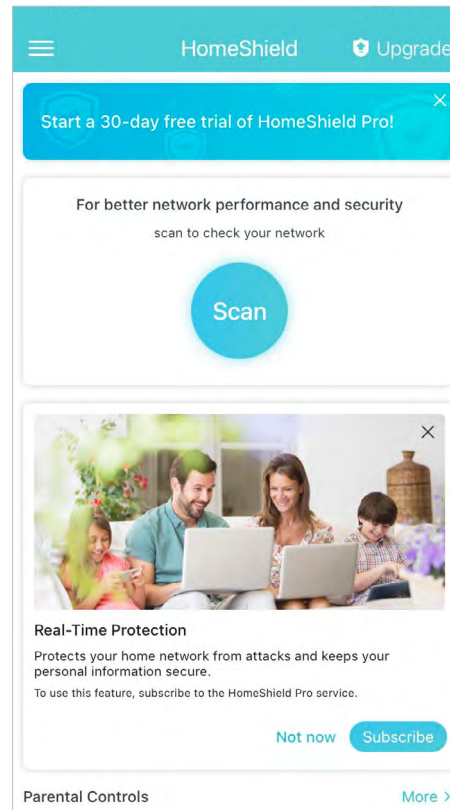 HomeShield
Upgrade
Start a 30-day free trial of HomeShield Pro!
For better network performance and security
scan to check your network
Scan
Real-Time Protection
Protects your home network from attacks and keeps your
personal information secure.
To use this feature, subscribe to the HomeShield Pro service.
Not now Subscribe
Parental Controls More >